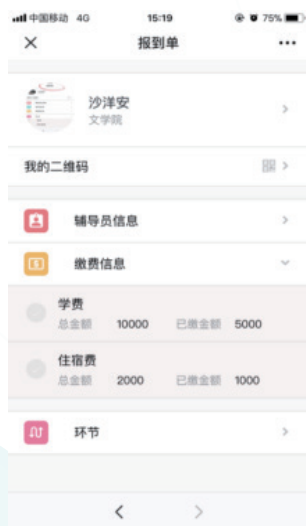 中国移动 4G 15:19 75%
报到单
沙洋安
文学院
我的二维码
辅导员信息
缴费信息
学费
总金额 10000 已缴金额 5000
住宿费
总金额 2000 已缴金额 1000
环节